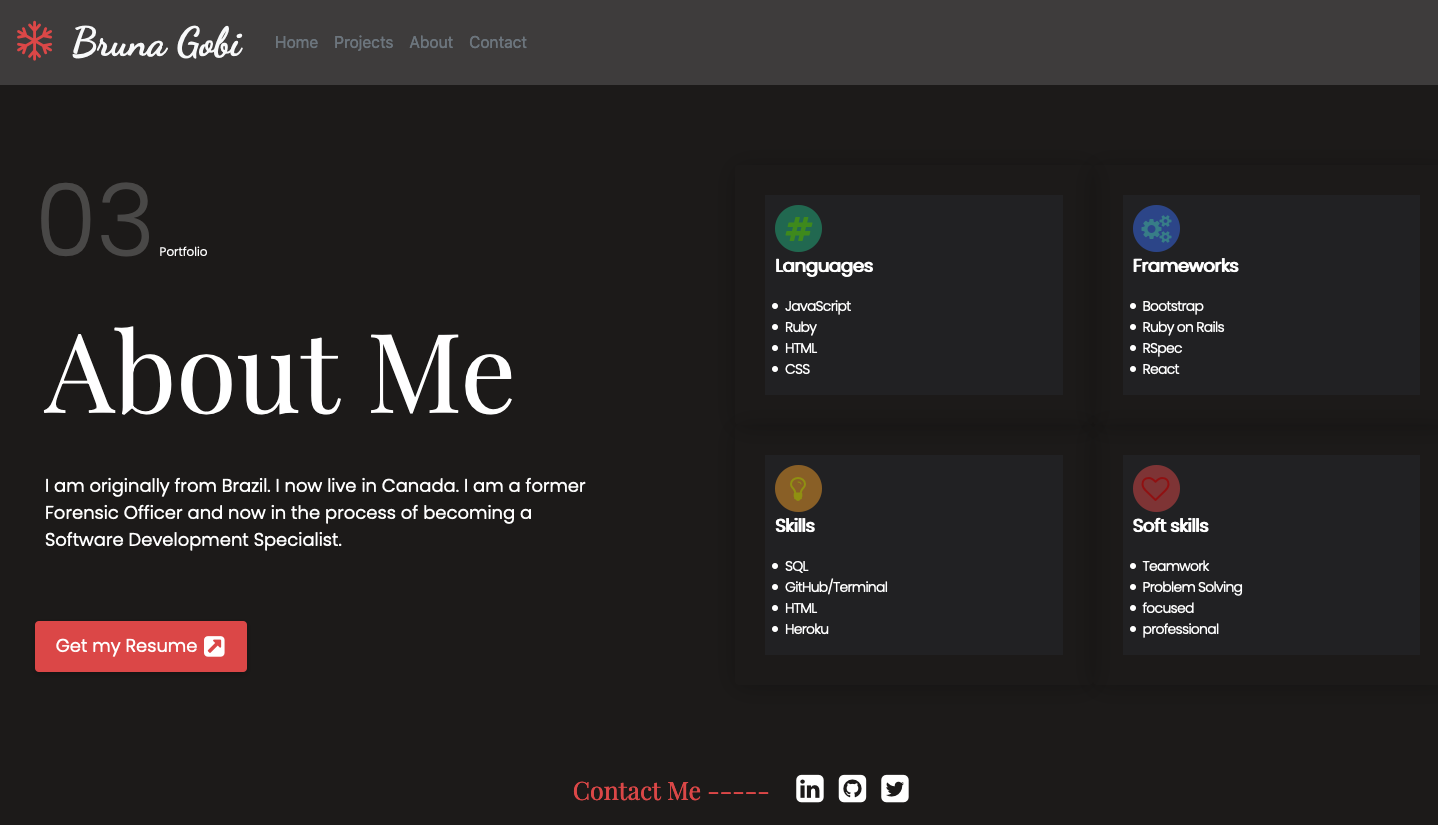 Bruna Gobi
Home Projects About Contact
03 Portfolio
About Me
I am originally from Brazil. I now live in Canada. I am a former
Forensic Officer and now in the process of becoming a
Software Development Specialist.
Get my Resume
Languages
JavaScript
Ruby
HTML
CSS
Frameworks
Bootstrap
Ruby on Rails
RSpec
React
Skills
SQL
GitHub/Terminal
HTML
Heroku
Soft skills
Teamwork
Problem Solving
focused
professional
Contact Me -----